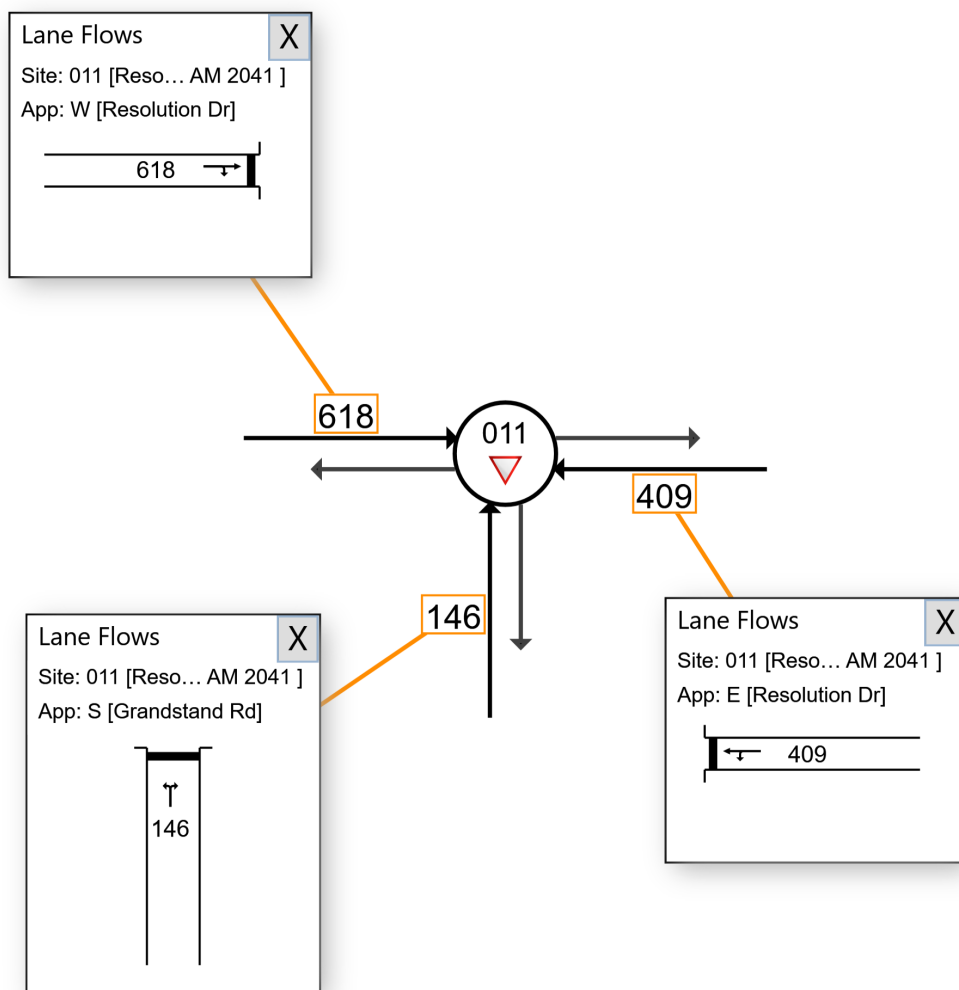 Lane Flows
X
Site: 011 [Reso... AM 2041 ]
App: W [Resolution Dr]
618
618
011
409
146
Lane Flows
X
Site: 011 [Reso... AM 2041 ]
App: S [Grandstand Rd]
146
Lane Flows
X
Site: 011 [Reso... AM 2041 ]
App: E [Resolution Dr]
409